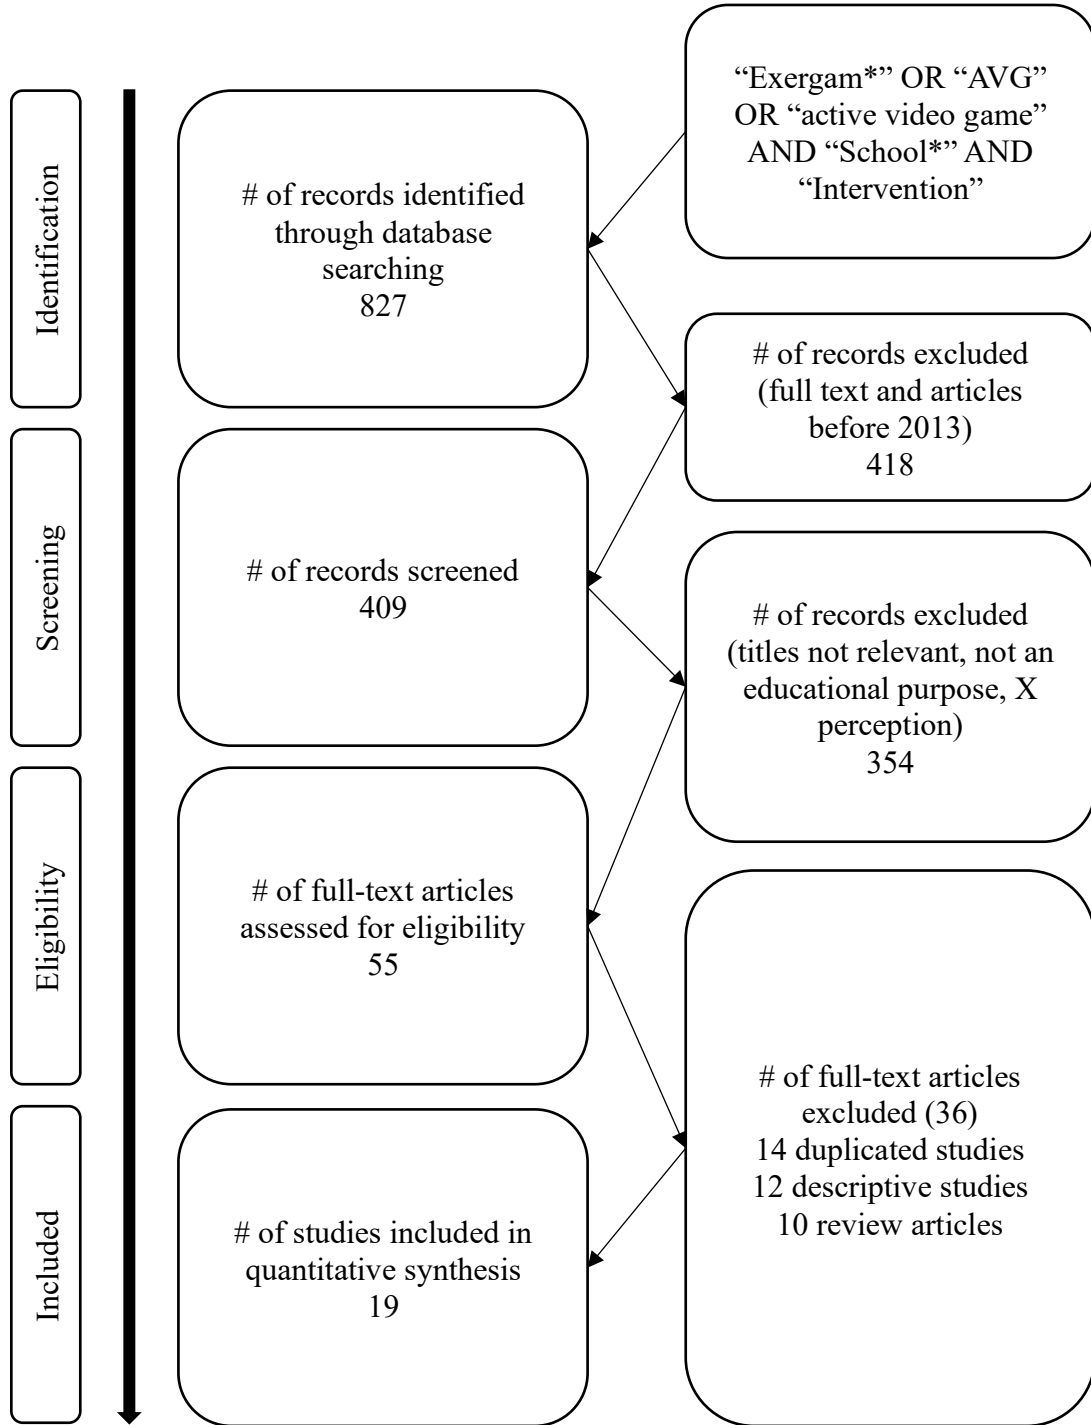 Identification
“Exergam*” OR “AVG”
OR “active video game”
AND “School*” AND
“Intervention”
# of records identified
through database
searching
827
# of records excluded
(full text and articles
before 2013)
418
Screening
# of records screened
409
# of records excluded
(titles not relevant, not an
educational purpose, X
perception)
354
Eligibility
# of full-text articles
assessed for eligibility
55
# of full-text articles
excluded (36)
14 duplicated studies
12 descriptive studies
10 review articles
Included
# of studies included in
quantitative synthesis
19